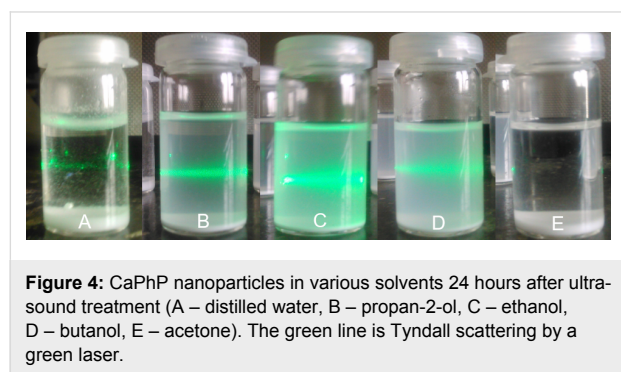 A B C D E
Figure 4: CaPhP nanoparticles in various solvents 24 hours after ultra-
sound treatment (A – distilled water, B – propan-2-ol, C – ethanol,
D – butanol, E – acetone). The green line is Tyndall scattering by a
green laser.